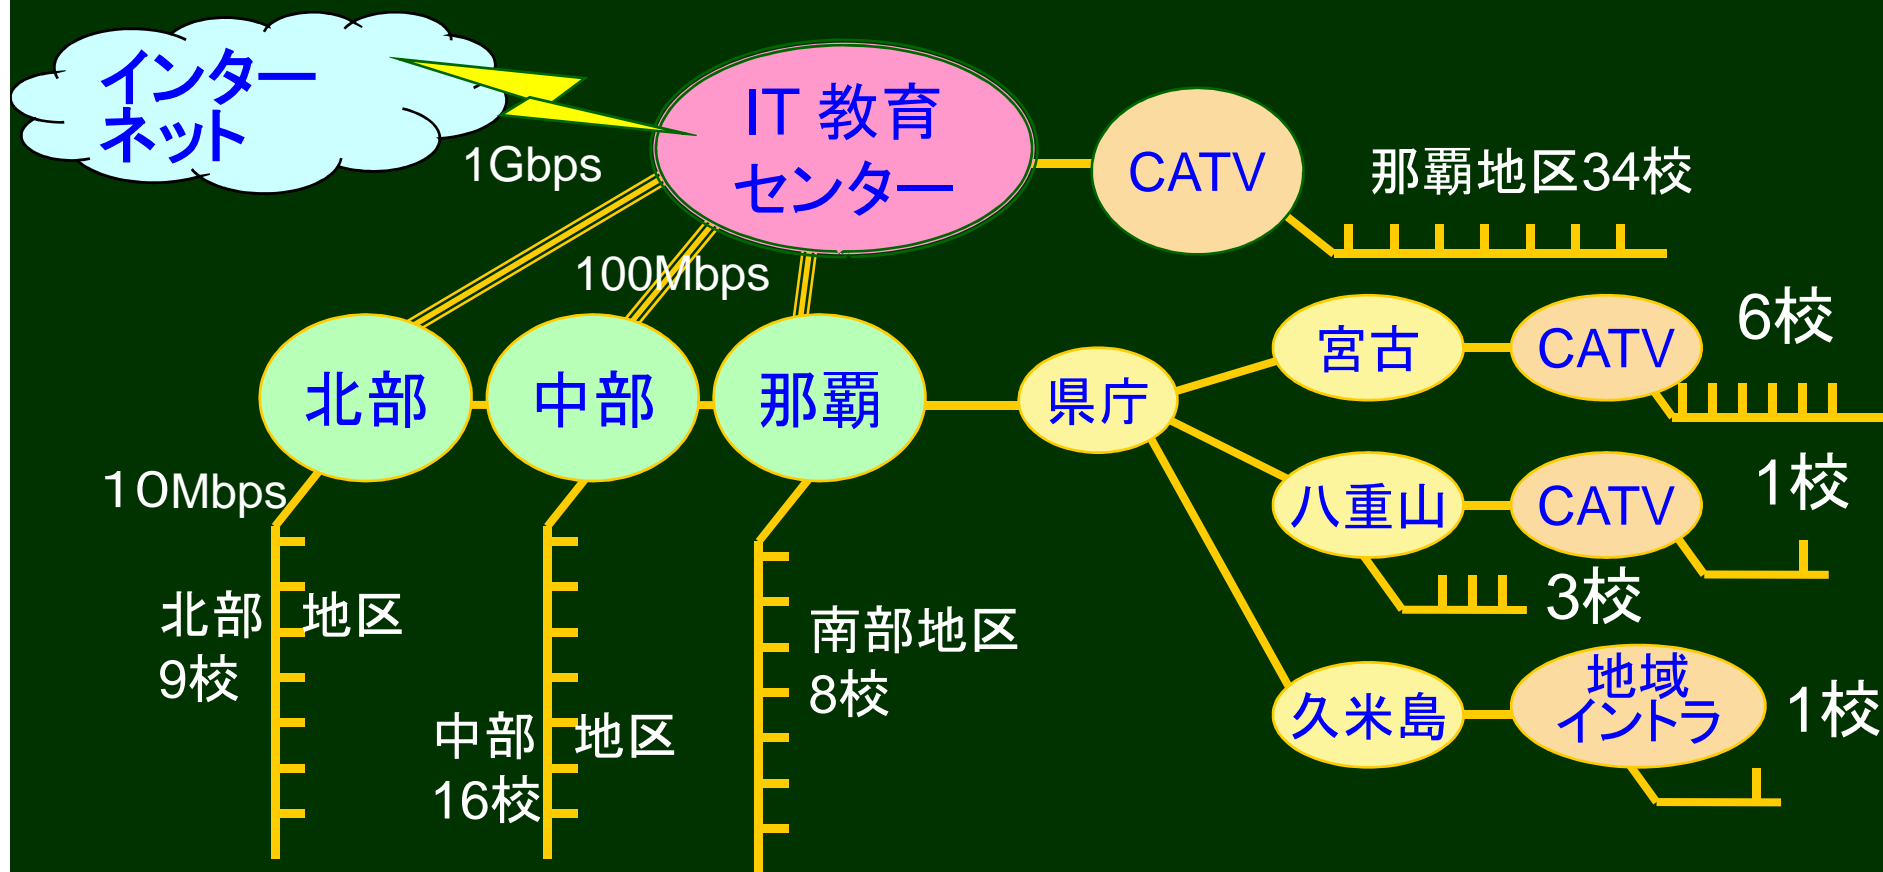 インター
ネット
IT 教育
センター
1Gbps
CATV
那覇地区34校
100Mbps
北部
中部
那覇
県庁
宮古
CATV
6校
10Mbps
八重山
CATV
1校
3校
北部 地区
9校
中部 地区
16校
南部地区
8校
久米島
地域
イントラ
1校